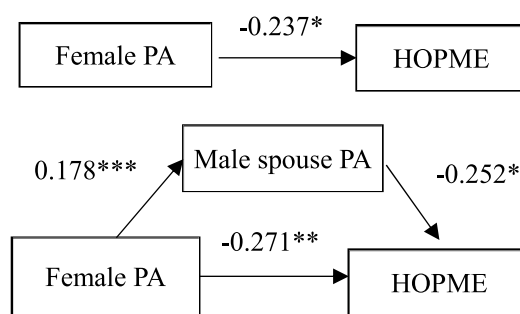 -0.237*
Female PA
HOPME
Male spouse PA
0.178***
-0.252*
-0.271**
Female PA
HOPME